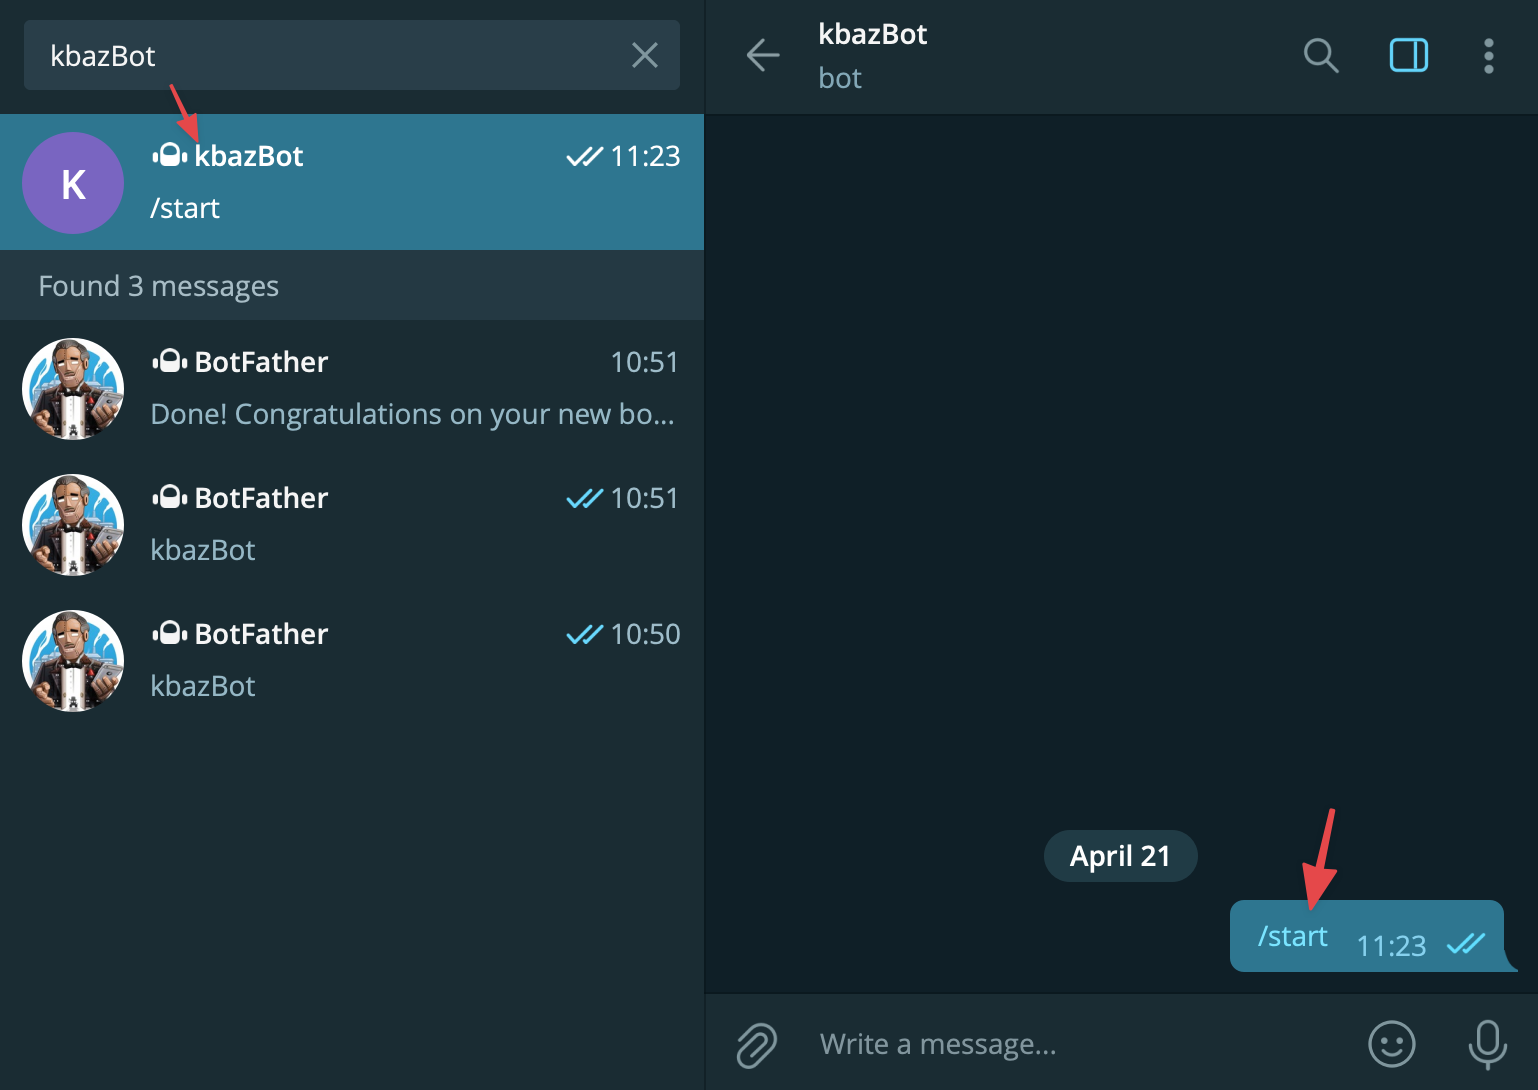 kbazBot
K
kbazBot 11:23
/start
Found 3 messages
BotFather 10:51
Done! Congratulations on your new bo...
BotFather 10:51
kbazBot
BotFather 10:50
kbazBot
kbazBot
bot
April 21
/start 11:23
Write a message...